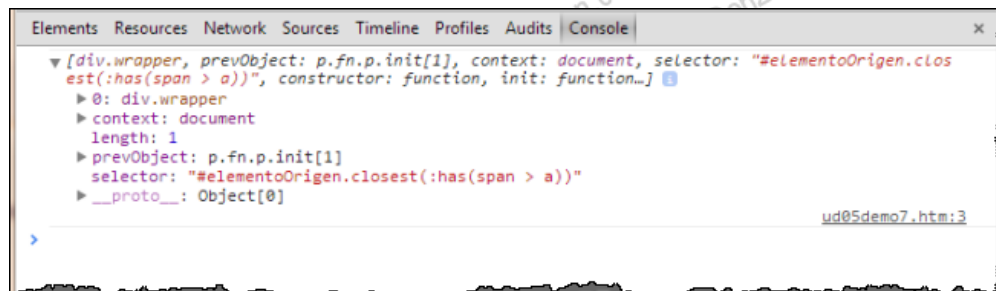 Elements Resources Network Sources Timeline Profiles Audits Console ×
▼ [div.wrapper, prevObject: p.fn.p.init[1], context: document, selector: "#elementoOrigen.clos
est(:has(span > a))", constructor: function, init: function…] i
▶ 0: div.wrapper
▶ context: document
length: 1
▶ prevObject: p.fn.p.init[1]
selector: "#elementoOrigen.closest(:has(span > a))"
▶ __proto__: Object[0]
ud05demo7.htm:3
>